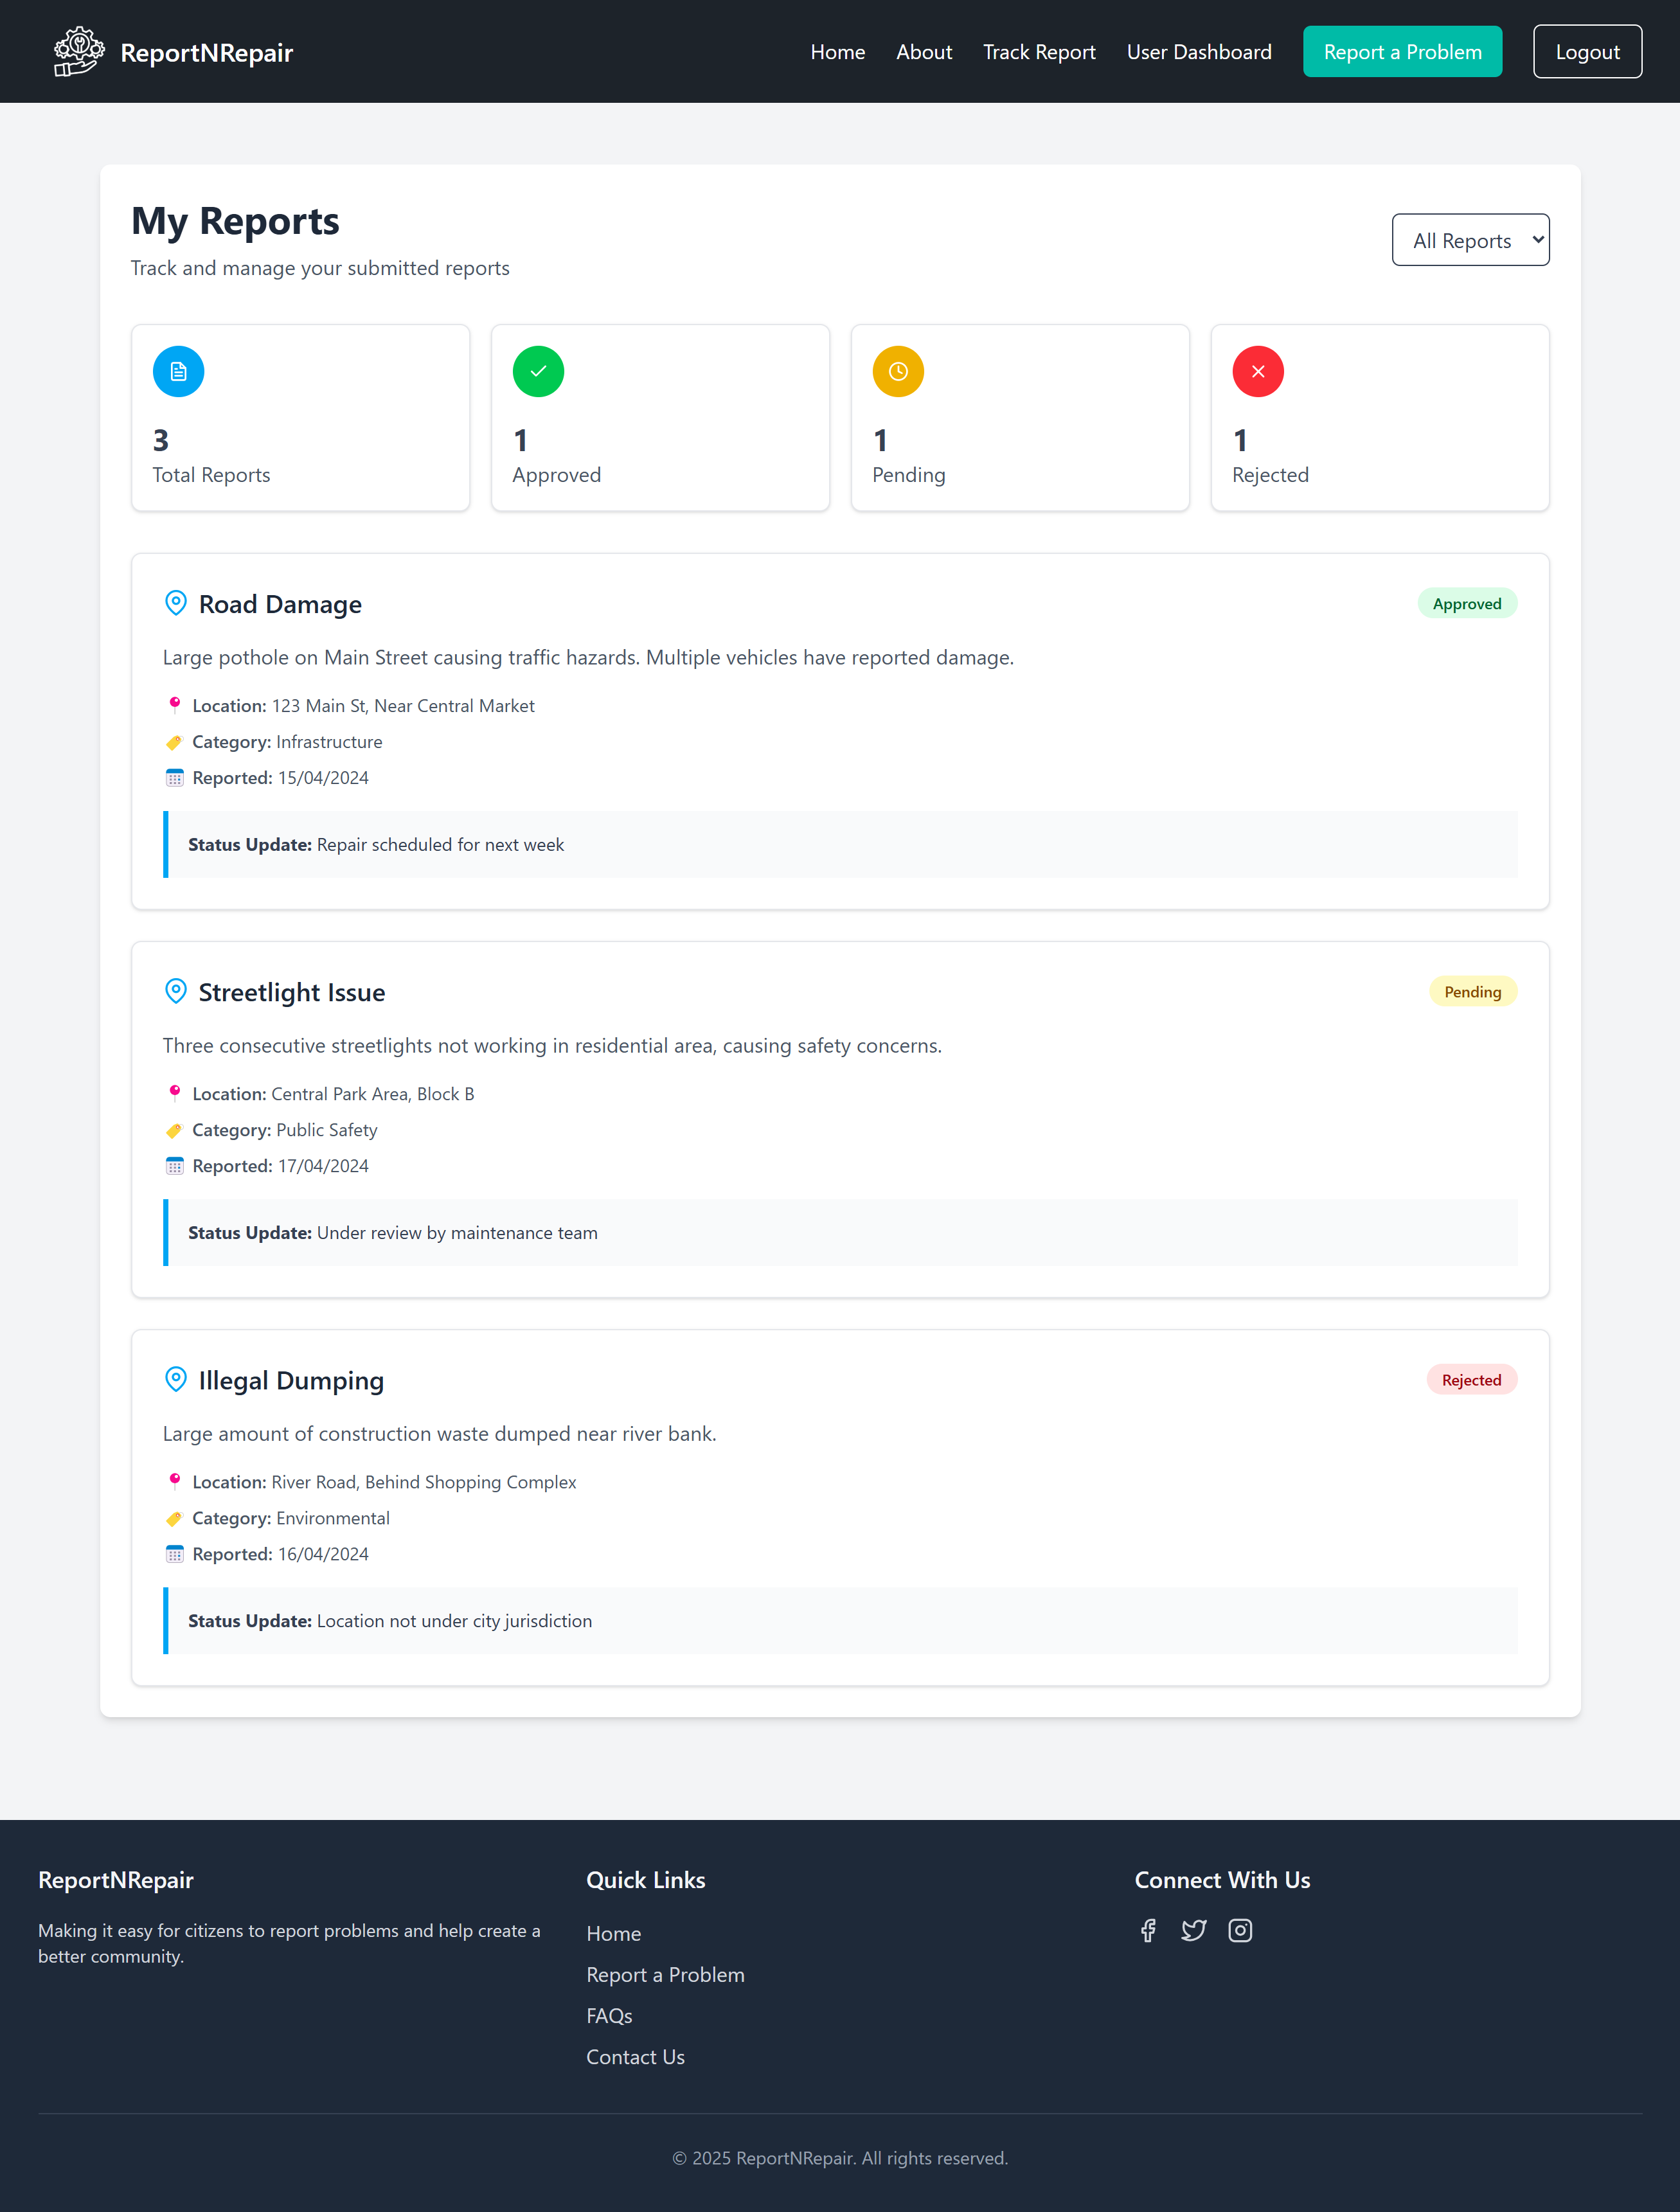 ReportNRepair
Home
About
Track Report
User Dashboard
Report a Problem
Logout
My Reports
Track and manage your submitted reports
All Reports
3
Total Reports
1
Approved
1
Pending
1
Rejected
Road Damage
Approved
Large pothole on Main Street causing traffic hazards. Multiple vehicles have reported damage.
Location: 123 Main St, Near Central Market
Category: Infrastructure
Reported: 15/04/2024
Status Update: Repair scheduled for next week
Streetlight Issue
Pending
Three consecutive streetlights not working in residential area, causing safety concerns.
Location: Central Park Area, Block B
Category: Public Safety
Reported: 17/04/2024
Status Update: Under review by maintenance team
Illegal Dumping
Rejected
Large amount of construction waste dumped near river bank.
Location: River Road, Behind Shopping Complex
Category: Environmental
Reported: 16/04/2024
Status Update: Location not under city jurisdiction
ReportNRepair
Making it easy for citizens to report problems and help create a
better community.
Quick Links
Home
Report a Problem
FAQs
Contact Us
Connect With Us
© 2025 ReportNRepair. All rights reserved.